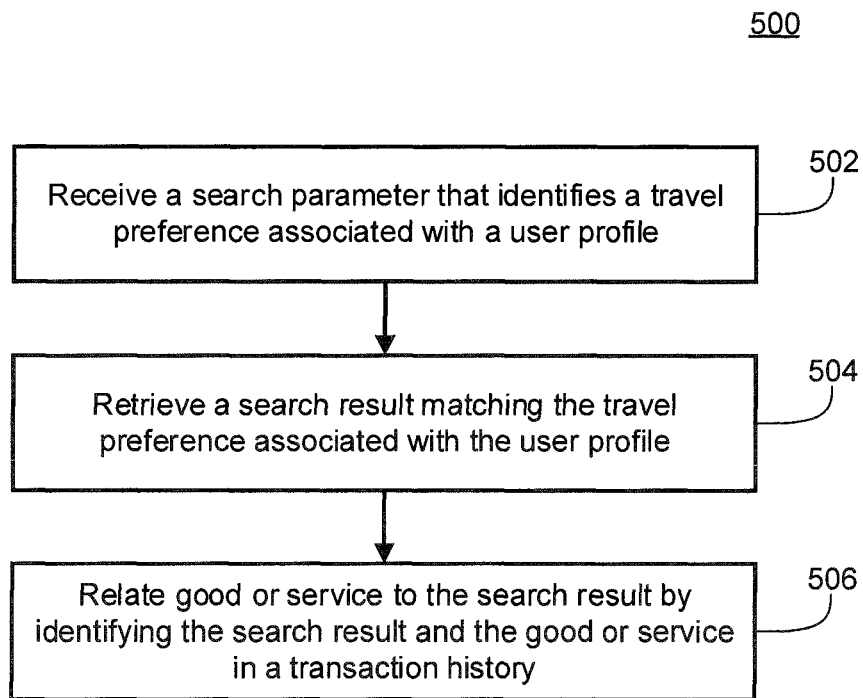 500
502
Receive a search parameter that identifies a travel
preference associated with a user profile
504
Retrieve a search result matching the travel
preference associated with the user profile
506
Relate good or service to the search result by
identifying the search result and the good or service
in a transaction history